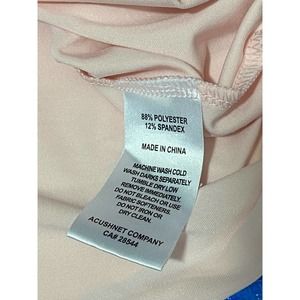 88% POLYESTER
12% SPANDEX
MADE IN CHINA
MACHINE WASH COLD
WASH DARKS SEPARATELY
TUMBLE DRY LOW
REMOVE IMMEDIATELY.
DO NOT BLEACH OR USE
FABRIC SOFTENERS.
DO NOT IRON OR
DRY CLEAN.
ACUSHNET COMPANY
CA# 28544